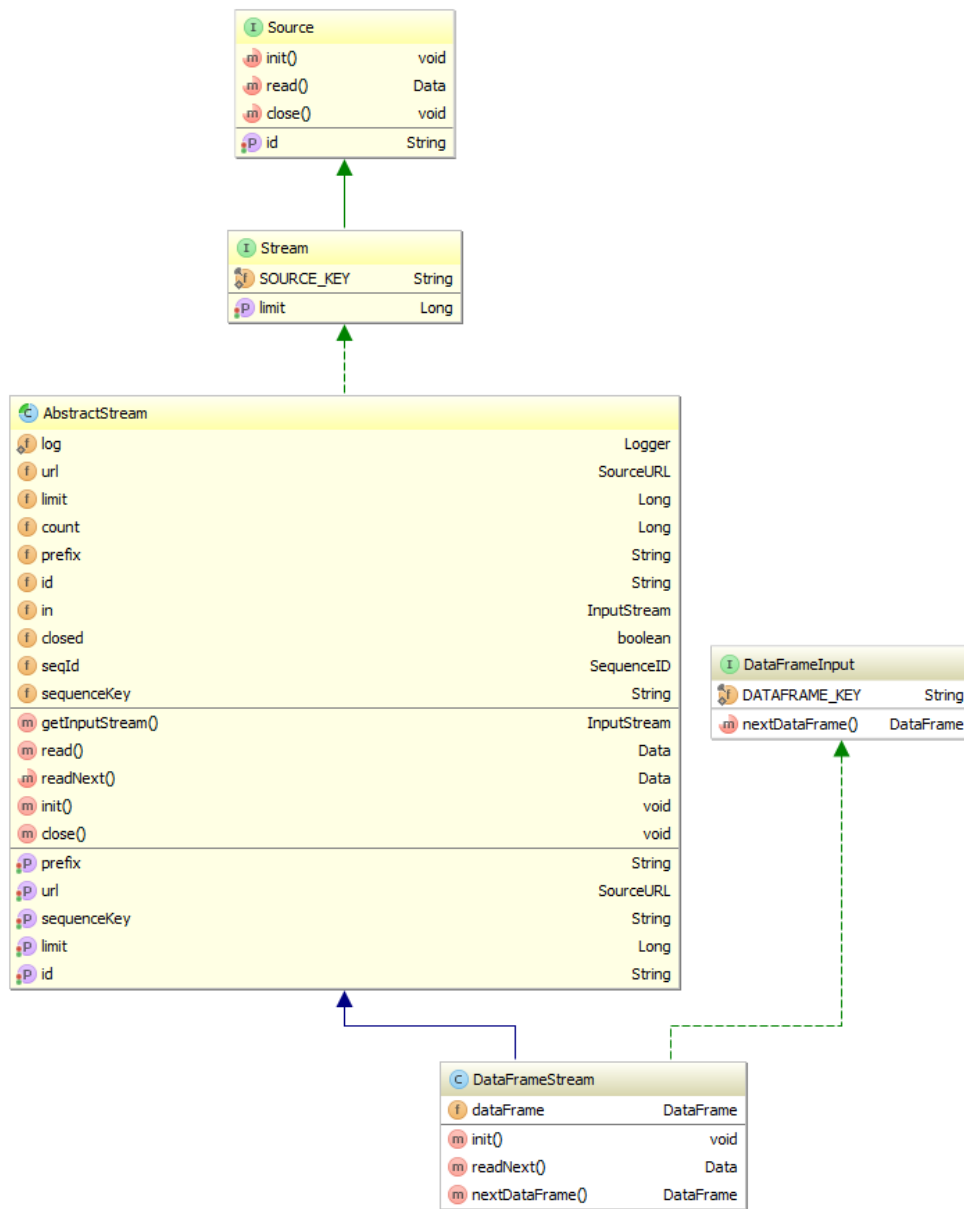 I Source
m init() void
m read() Data
m close() void
P id String
I Stream
f SOURCE_KEY String
P limit Long
C AbstractStream
f log Logger
f url SourceURL
f limit Long
f count Long
f prefix String
f id String
f in InputStream
f closed boolean
f seqId SequenceID
f sequenceKey String
m getInputStream() InputStream
m read() Data
m readNext() Data
m init() void
m close() void
P prefix String
P url SourceURL
P sequenceKey String
P limit Long
P id String
I DataFrameInput
f DATAFRAME_KEY String
m nextDataFrame() DataFrame
C DataFrameStream
f dataFrame DataFrame
m init() void
m readNext() Data
m nextDataFrame() DataFrame